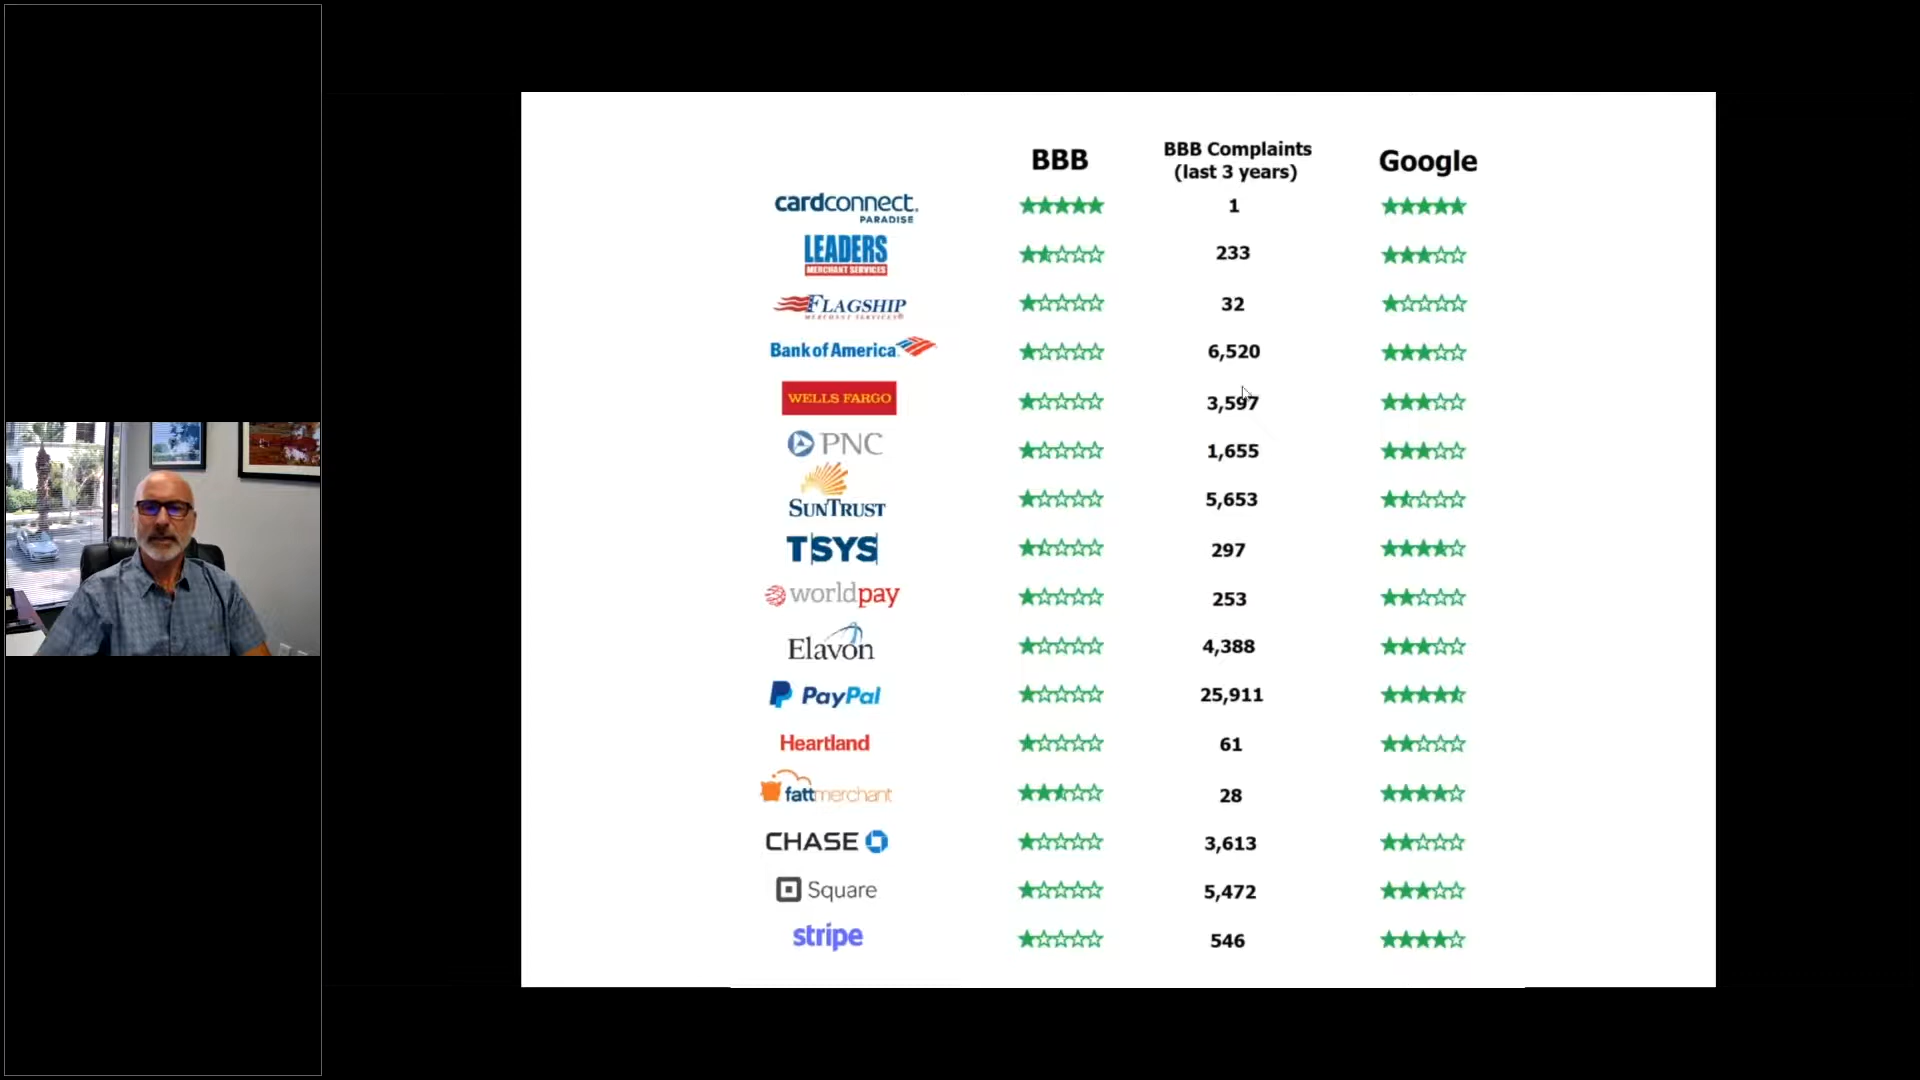 BBB
BBB Complaints
(last 3 years)
Google
cardconnect.
PARADISE
1
LEADERS
MERCHANT SERVICES
233
FLAGSHIP
MERCHANT SERVICES®
32
Bank of America
6,520
WELLS FARGO
3,597
PNC
1,655
SUNTRUST
5,653
TSYS
297
worldpay
253
Elavon
4,388
PayPal
25,911
Heartland
61
fattmerchant
28
CHASE
3,613
Square
5,472
stripe
546